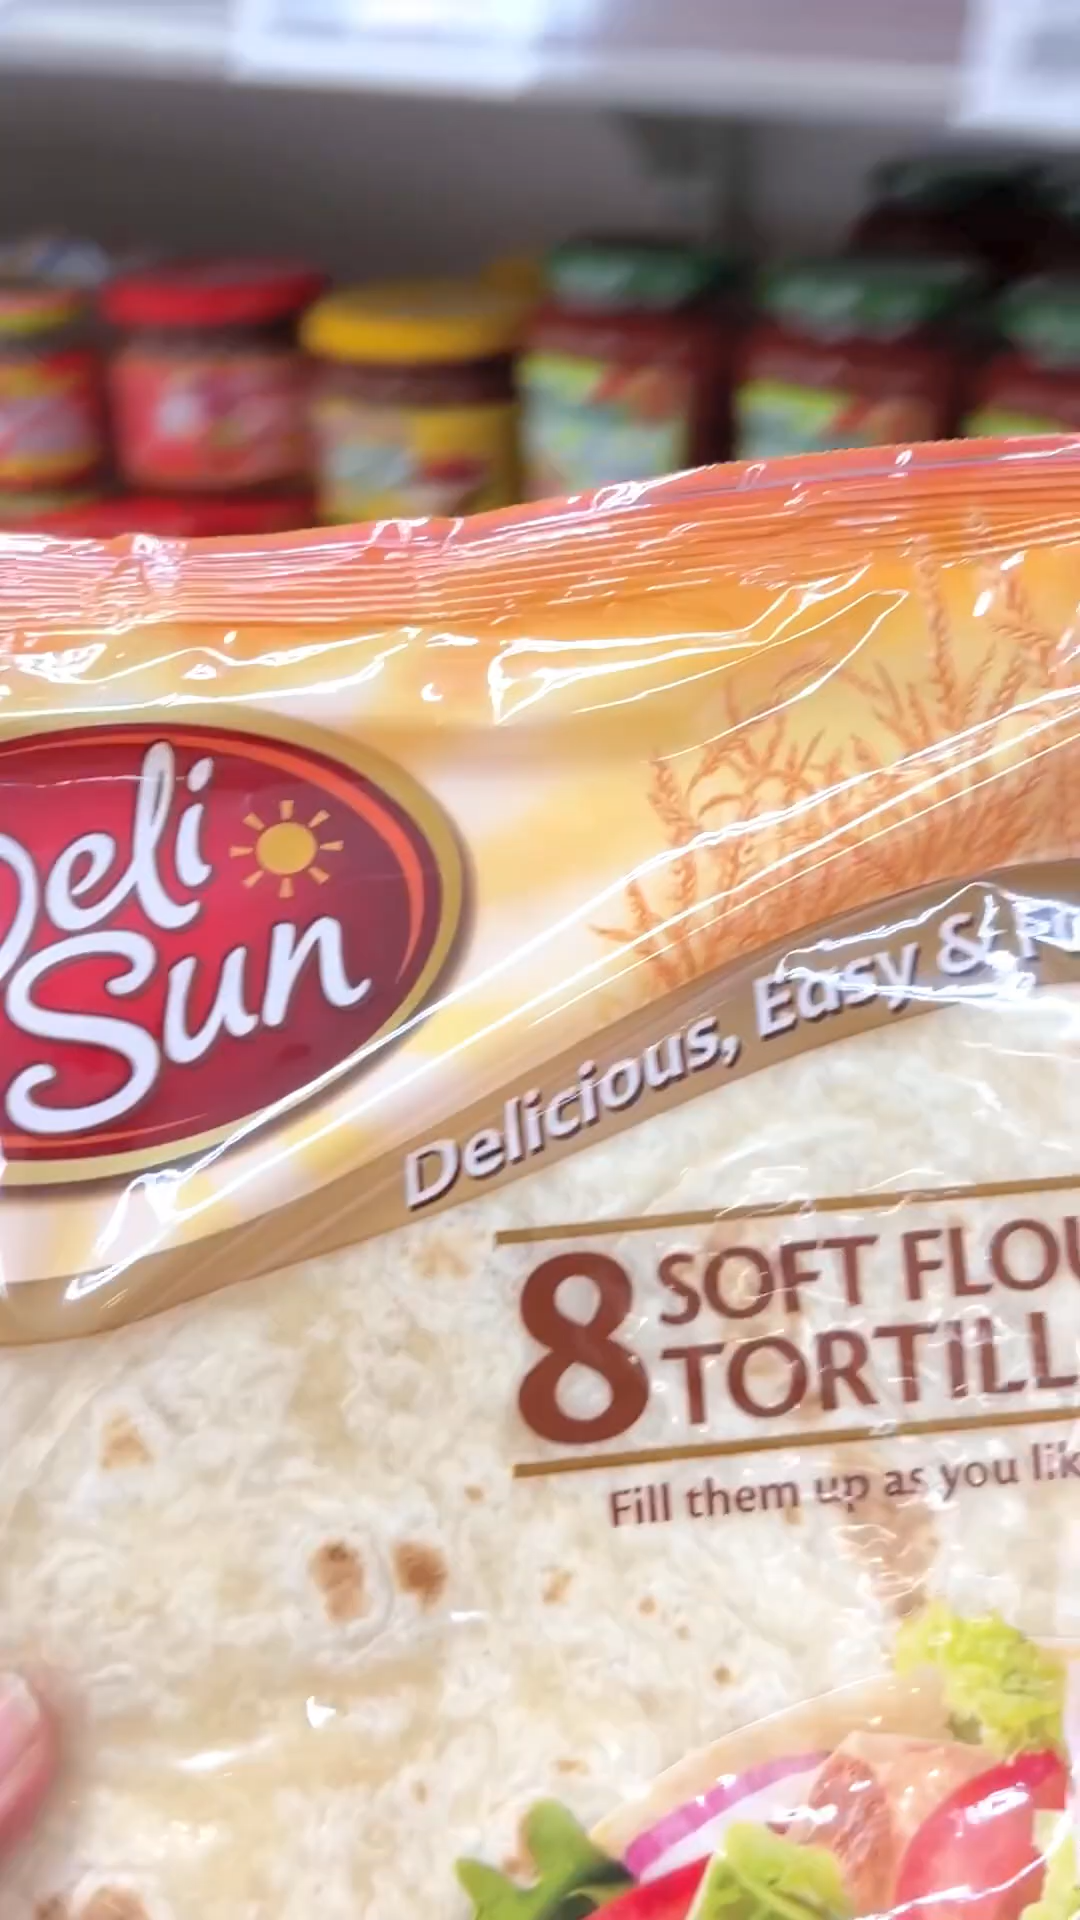 Deli
Sun
Delicious, Easy &
8 SOFT FLOU
TORTILL
Fill them up as you lik